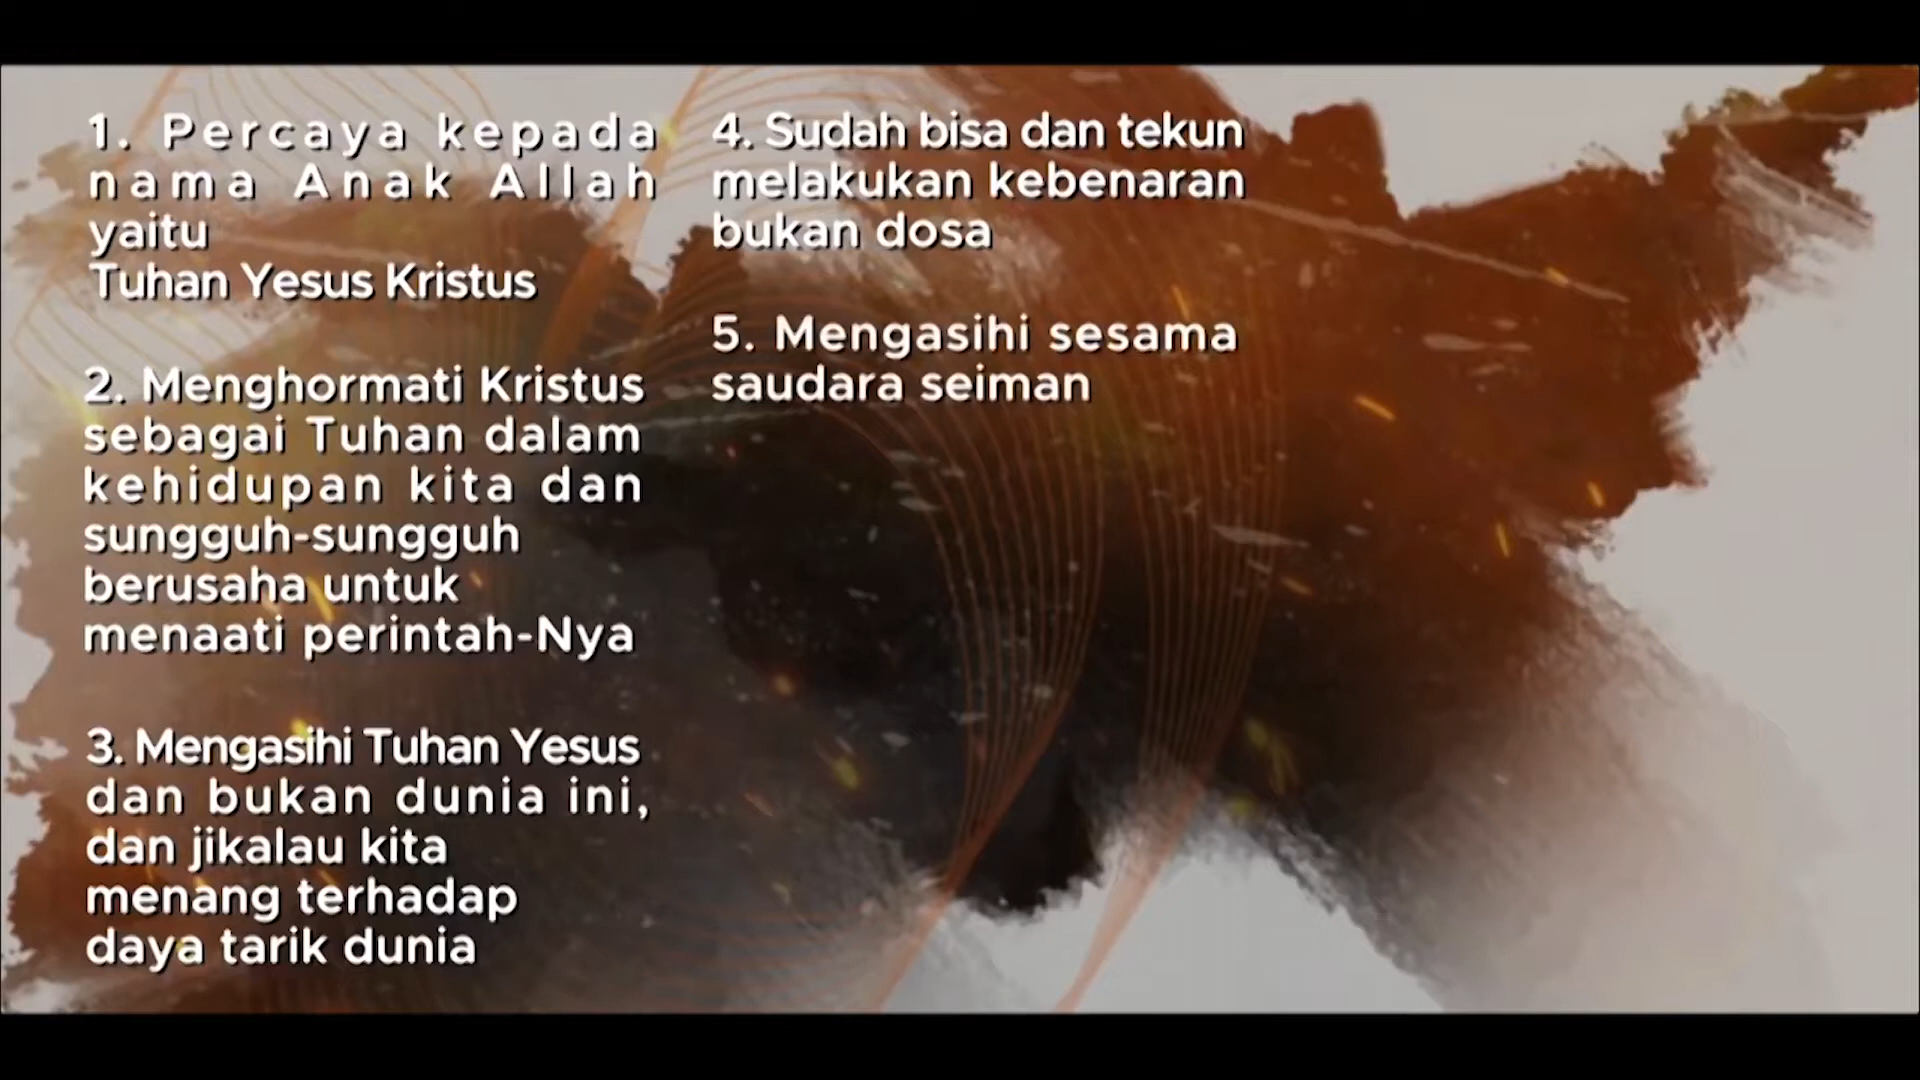 1. Percaya kepada
nama Anak Allah
yaitu
Tuhan Yesus Kristus
2. Menghormati Kristus
sebagai Tuhan dalam
kehidupan kita dan
sungguh-sungguh
berusaha untuk
menaati perintah-Nya
3. Mengasihi Tuhan Yesus
dan bukan dunia ini,
dan jikalau kita
menang terhadap
daya tarik dunia
4. Sudah bisa dan tekun
melakukan kebenaran
bukan dosa
5. Mengasihi sesama
saudara seiman